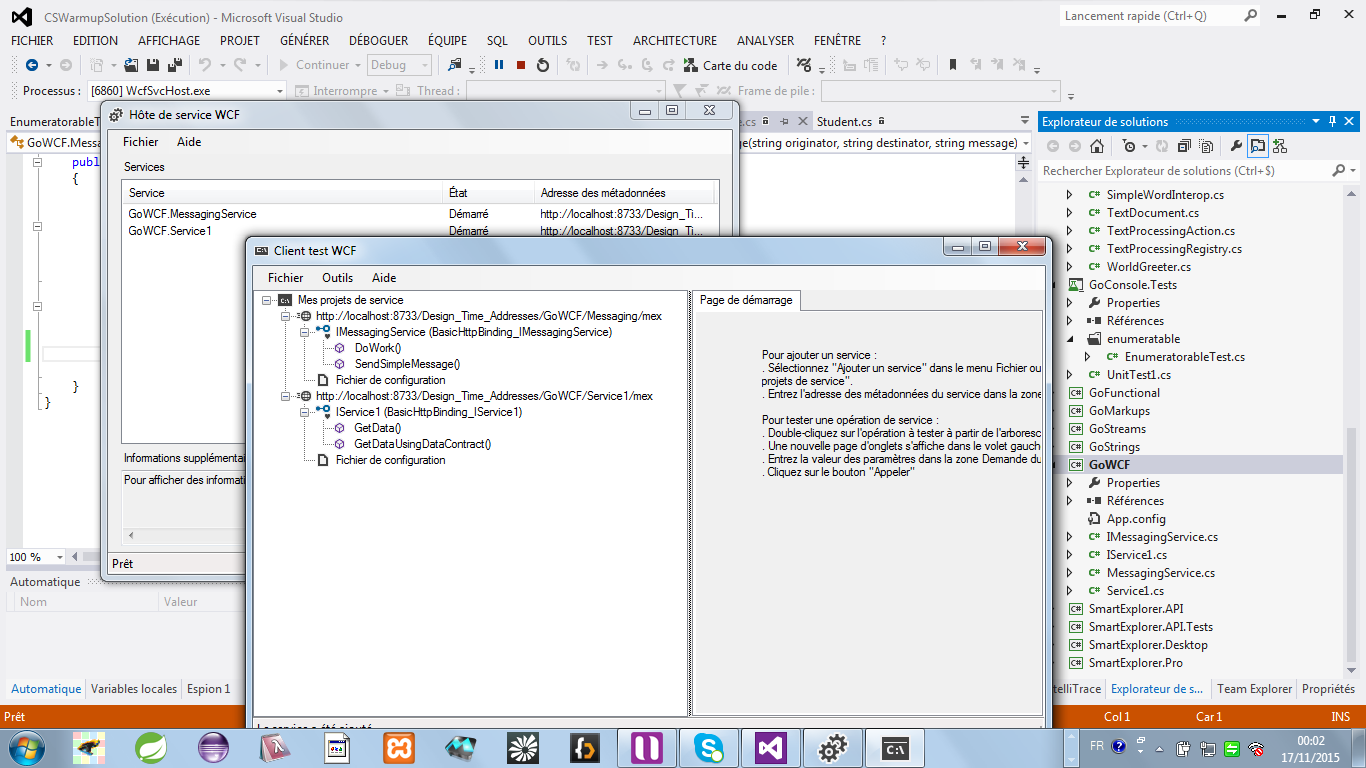 CSWarmupSolution (Exécution) - Microsoft Visual Studio
Lancement rapide (Ctrl+Q)
FICHIER EDITION AFFICHAGE PROJET GÉNÉRER DÉBOGUER ÉQUIPE SQL OUTILS TEST ARCHITECTURE ANALYSER FENÊTRE ?
Continuer Debug Carte du code
Processus : [6860] WcfSvcHost.exe Interrompre Thread : Frame de pile :
EnumeratorableT
Student.cs
GoWCF.Messa
ge(string originator, string destinator, string message)
publ
{
}
}
100 %
Automatique
Nom Valeur
Automatique Variables locales Espion 1
Hôte de service WCF
Fichier Aide
Services
Service État Adresse des métadonnées
GoWCF.MessagingService Démarré http://localhost:8733/Design_Ti...
GoWCF.Service1 Démarré http://localhost:8733/Design_Ti...
Informations supplémentai
Pour afficher des informati
Prêt
Client test WCF
Fichier Outils Aide
Mes projets de service
http://localhost:8733/Design_Time_Addresses/GoWCF/Messaging/mex
IMessagingService (BasicHttpBinding_IMessagingService)
DoWork()
SendSimpleMessage()
Fichier de configuration
http://localhost:8733/Design_Time_Addresses/GoWCF/Service1/mex
IService1 (BasicHttpBinding_IService1)
GetData()
GetDataUsingDataContract()
Fichier de configuration
Page de démarrage
Pour ajouter un service :
. Sélectionnez "Ajouter un service" dans le menu Fichier ou
projets de service".
. Entrez l'adresse des métadonnées du service dans la zone
Pour tester une opération de service :
. Double-cliquez sur l'opération à tester à partir de l'arboresc
. Une nouvelle page d'onglets s'affiche dans le volet gauch
. Entrez la valeur des paramètres dans la zone Demande du
. Cliquez sur le bouton "Appeler"
Explorateur de solutions
Rechercher Explorateur de solutions (Ctrl+$)
C# SimpleWordInterop.cs
C# TextDocument.cs
C# TextProcessingAction.cs
C# TextProcessingRegistry.cs
C# WorldGreeter.cs
GoConsole.Tests
Properties
Références
enumeratable
C# EnumeratorableTest.cs
C# UnitTest1.cs
C# GoFunctional
C# GoMarkups
C# GoStreams
C# GoStrings
C# GoWCF
Properties
Références
App.config
C# IMessagingService.cs
C# IService1.cs
C# MessagingService.cs
C# Service1.cs
C# SmartExplorer.API
C# SmartExplorer.API.Tests
C# SmartExplorer.Desktop
C# SmartExplorer.Pro
telliTrace Explorateur de s... Team Explorer Propriétés
Prêt Col 1 Car 1 INS
FR
00:02
17/11/2015